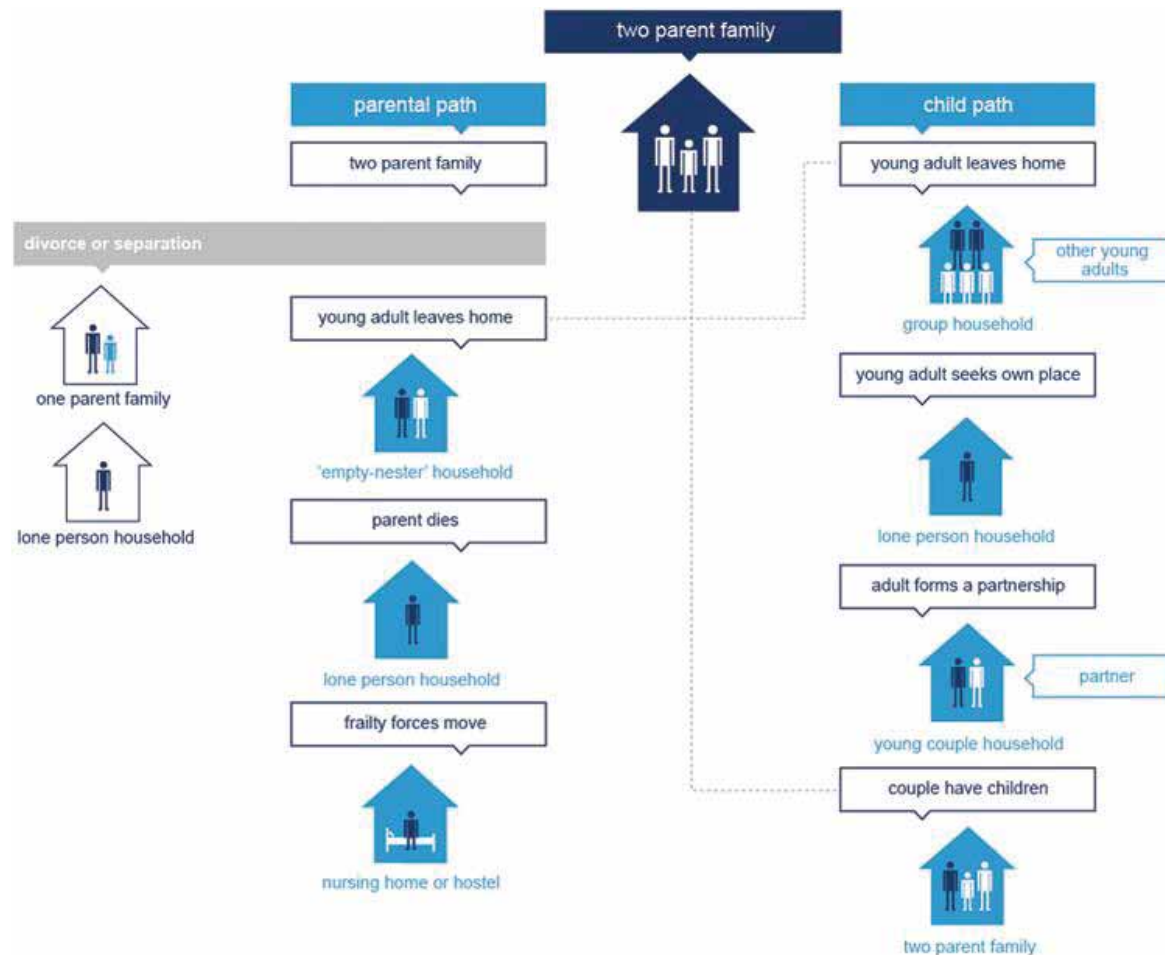 two parent family
parental path
two parent family
divorce or separation
one parent family
lone person household
young adult leaves home
'empty-nester' household
parent dies
lone person household
frailty forces move
nursing home or hostel
child path
young adult leaves home
other young
adults
group household
young adult seeks own place
lone person household
adult forms a partnership
partner
young couple household
couple have children
two parent family